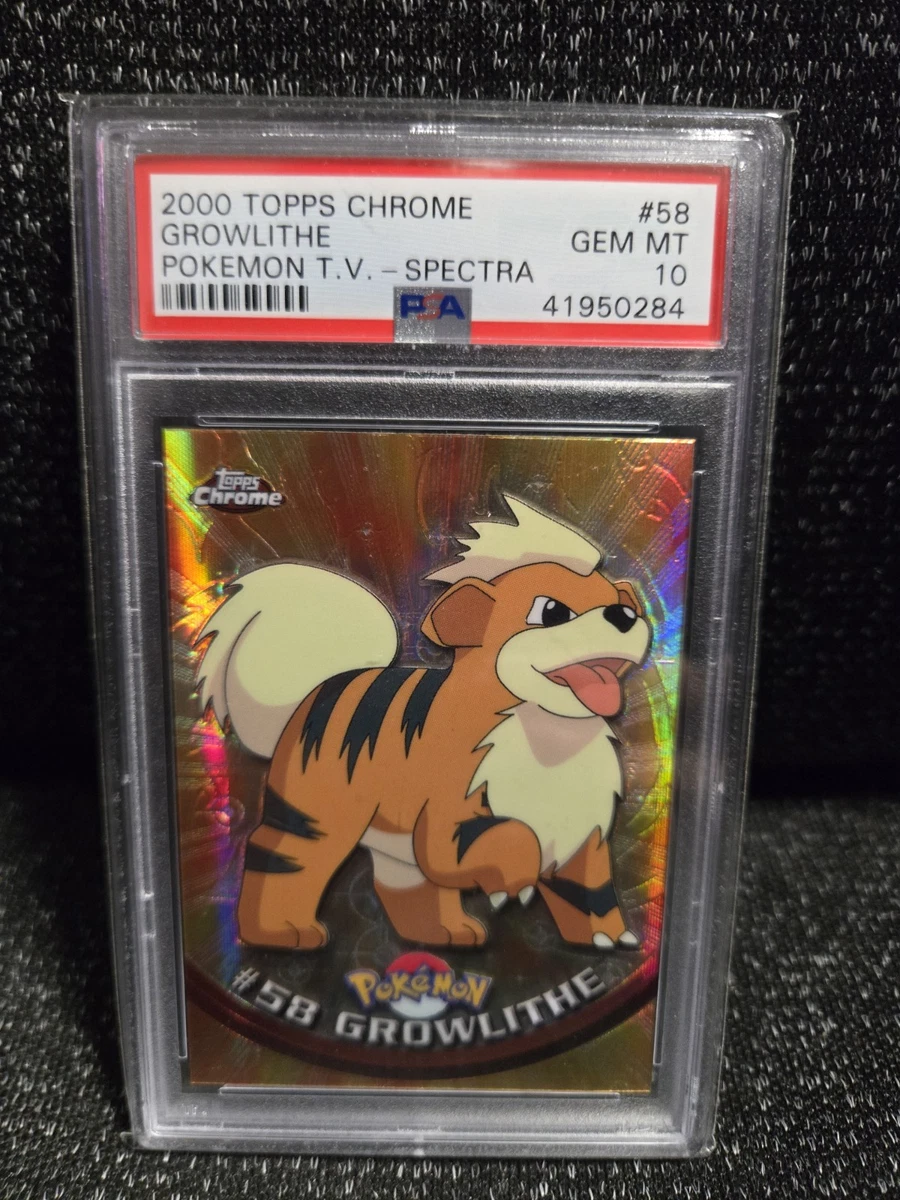 2000 TOPPS CHROME #58
GROWLITHE GEM MT
POKEMON T.V. - SPECTRA 10
PSA 41950284
topps
Chrome
POKéMON
#58 GROWLITHE